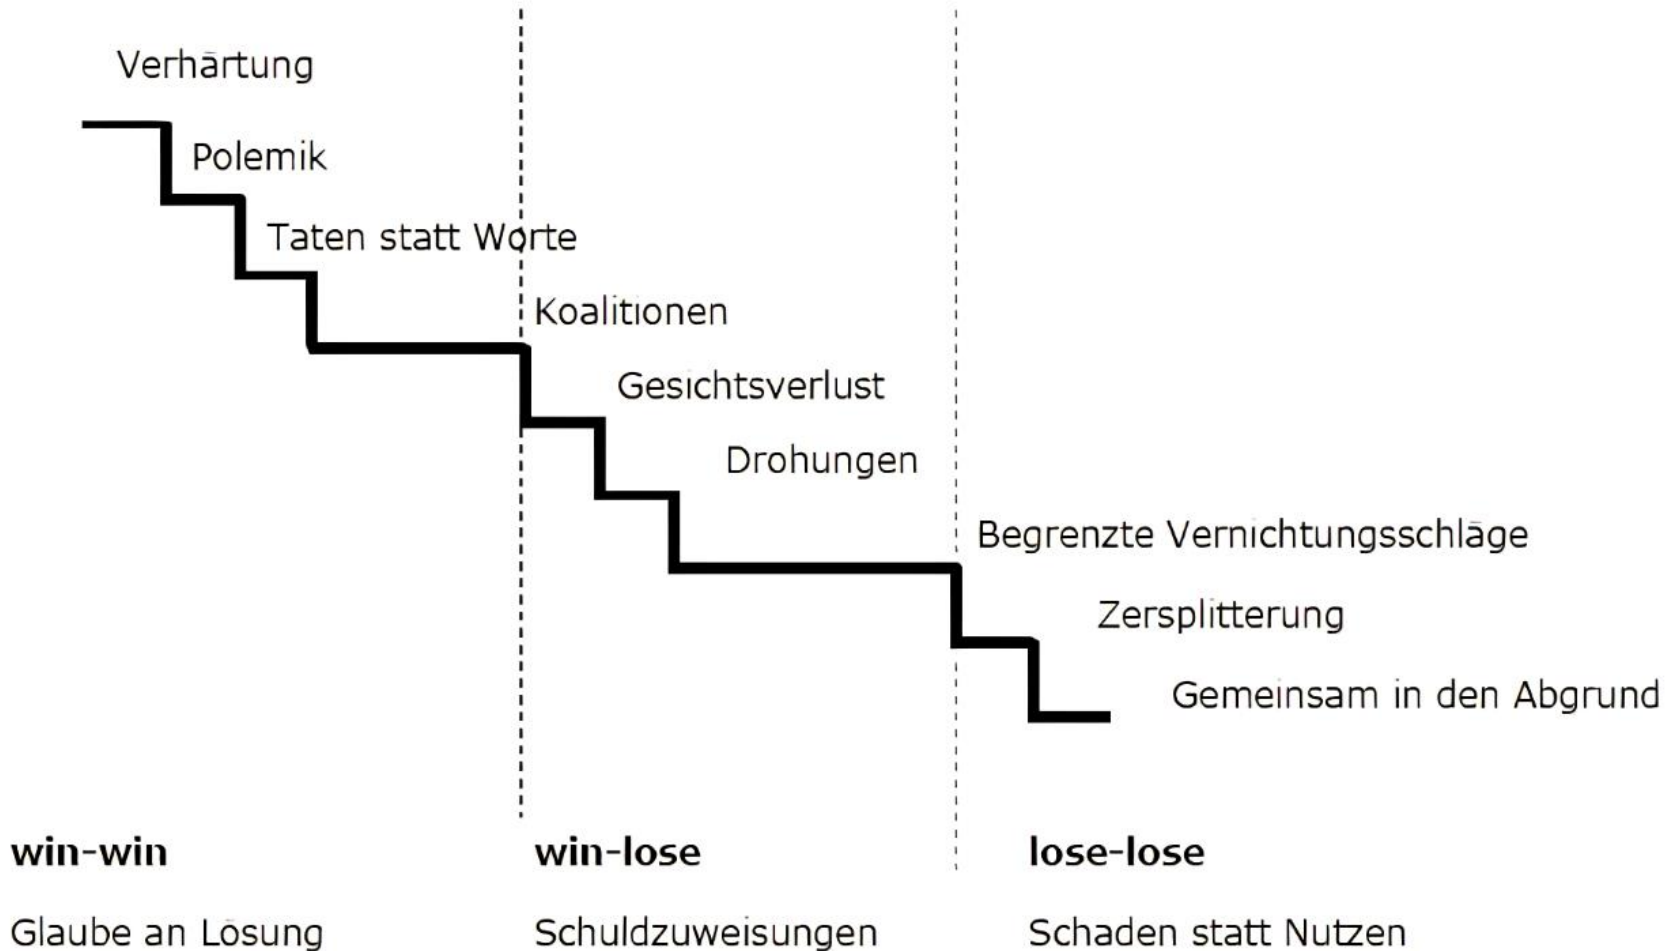 Verhärtung
Polemik
Taten statt Worte
Koalitionen
Gesichtsverlust
Drohungen
Begrenzte Vernichtungsschläge
Zersplitterung
Gemeinsam in den Abgrund
win-win
win-lose
lose-lose
Glaube an Lösung
Schuldzuweisungen
Schaden statt Nutzen